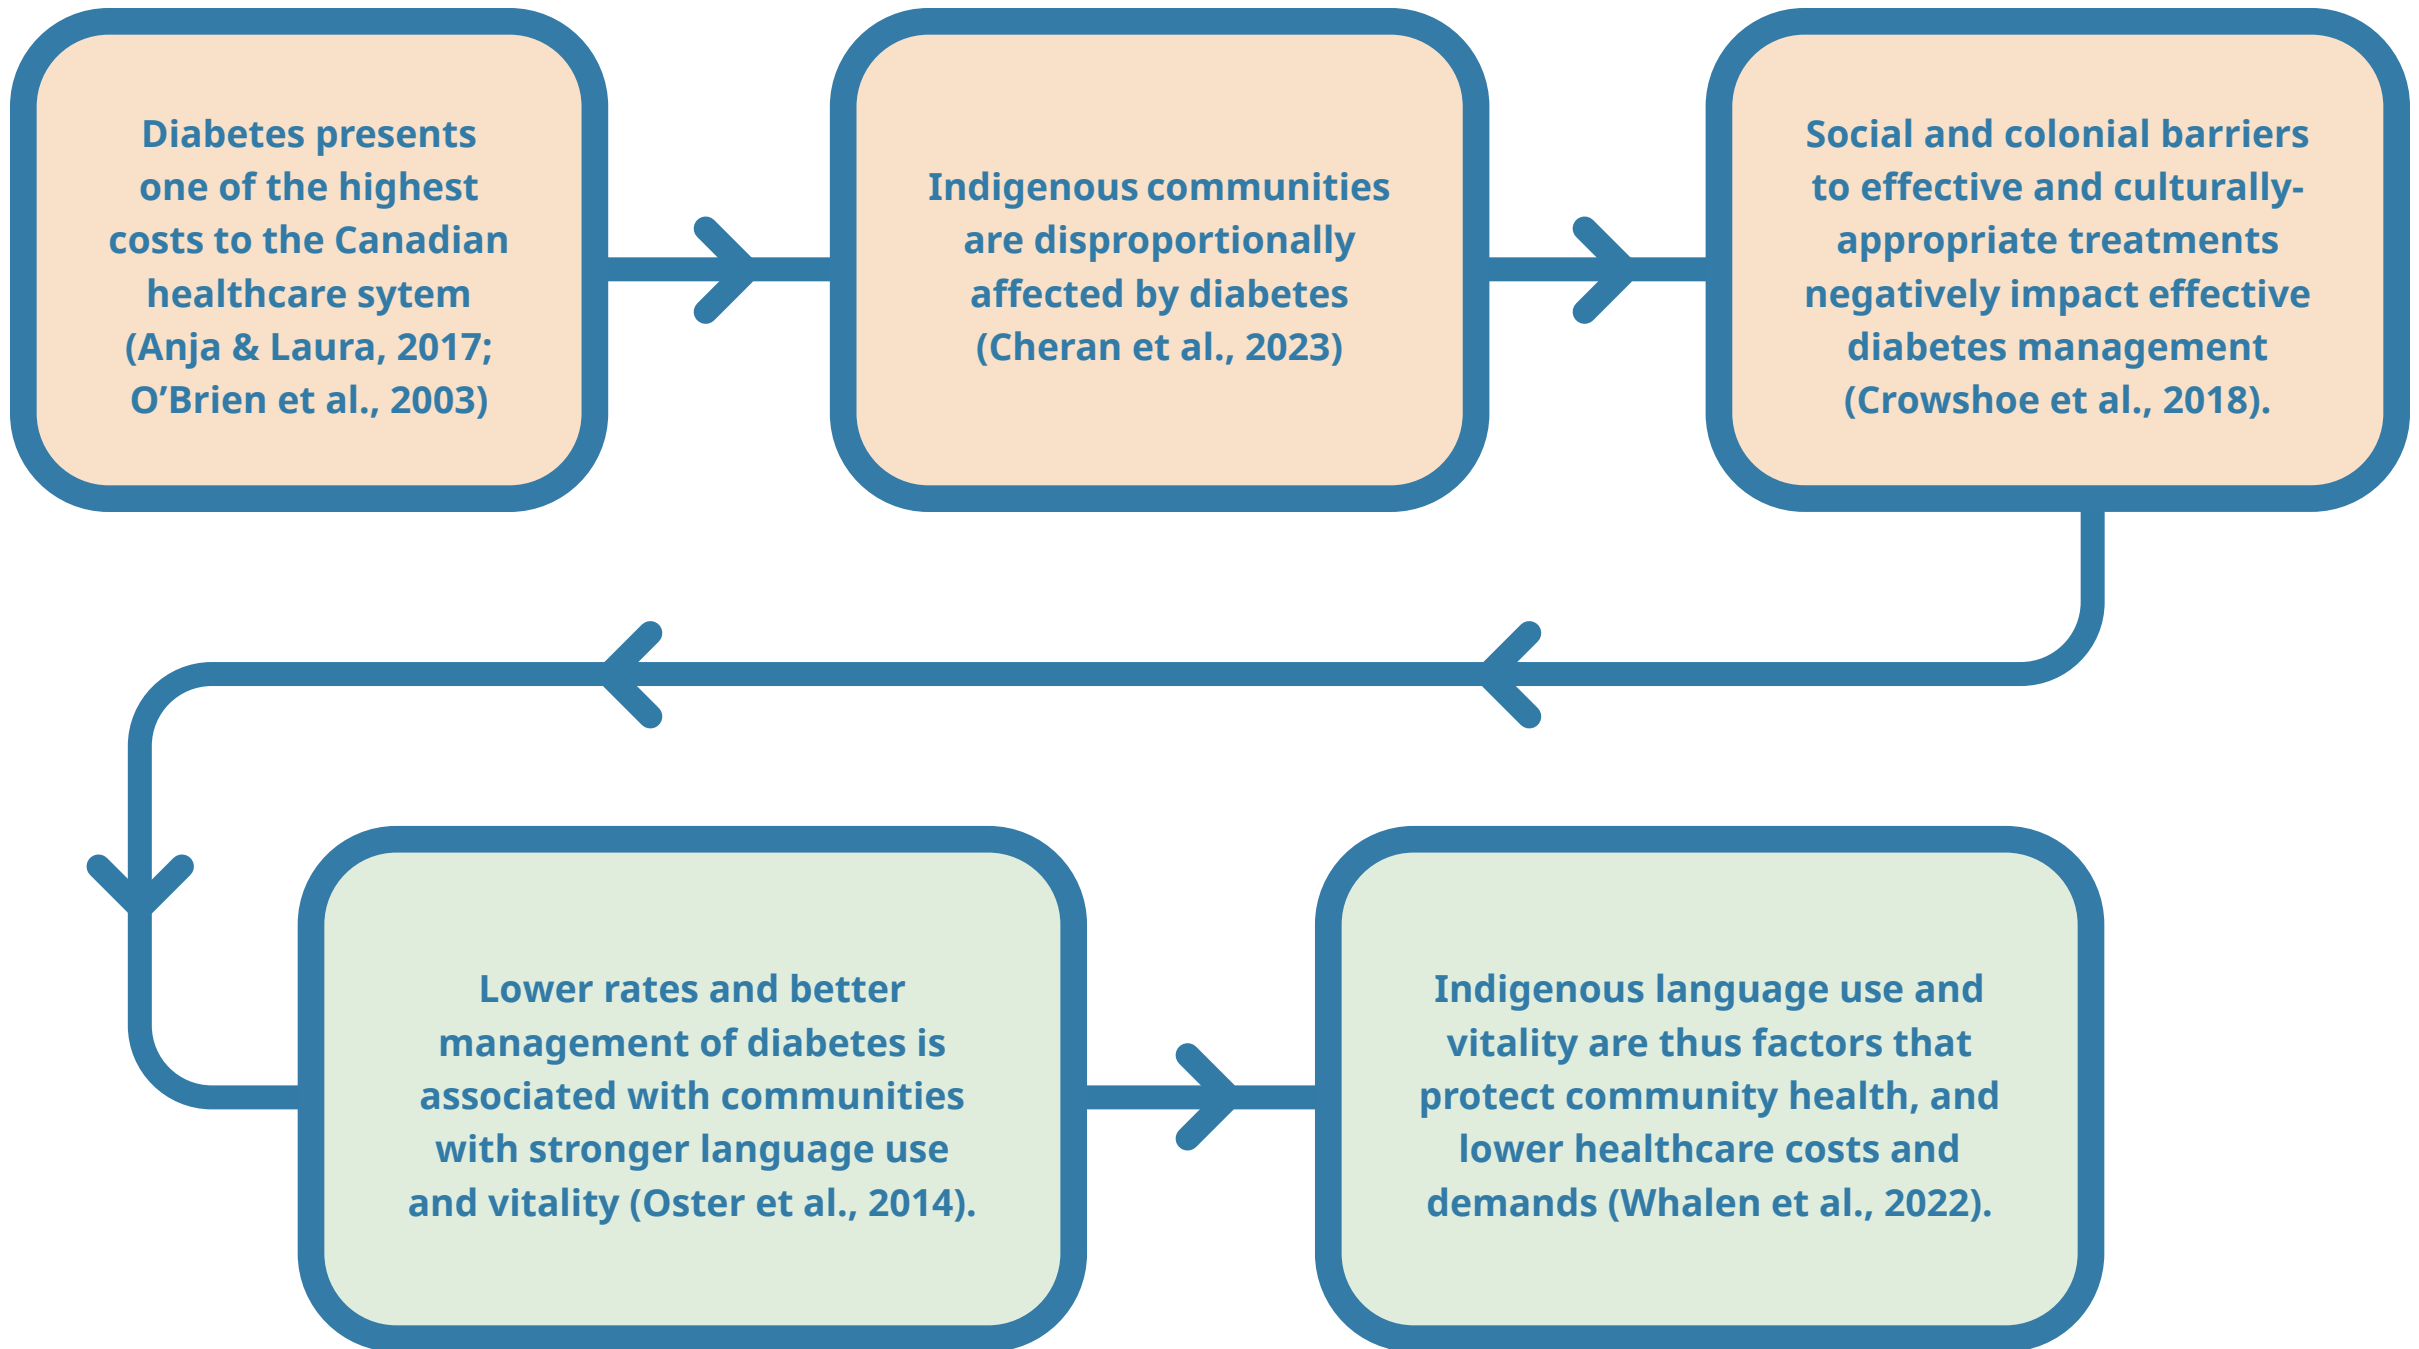 Diabetes presents
one of the highest
costs to the Canadian
healthcare sytem
(Anja & Laura, 2017;
O’Brien et al., 2003)
Indigenous communities
are disproportionally
affected by diabetes
(Cheran et al., 2023)
Social and colonial barriers
to effective and culturally-
appropriate treatments
negatively impact effective
diabetes management
(Crowshoe et al., 2018).
Lower rates and better
management of diabetes is
associated with communities
with stronger language use
and vitality (Oster et al., 2014).
Indigenous language use and
vitality are thus factors that
protect community health, and
lower healthcare costs and
demands (Whalen et al., 2022).